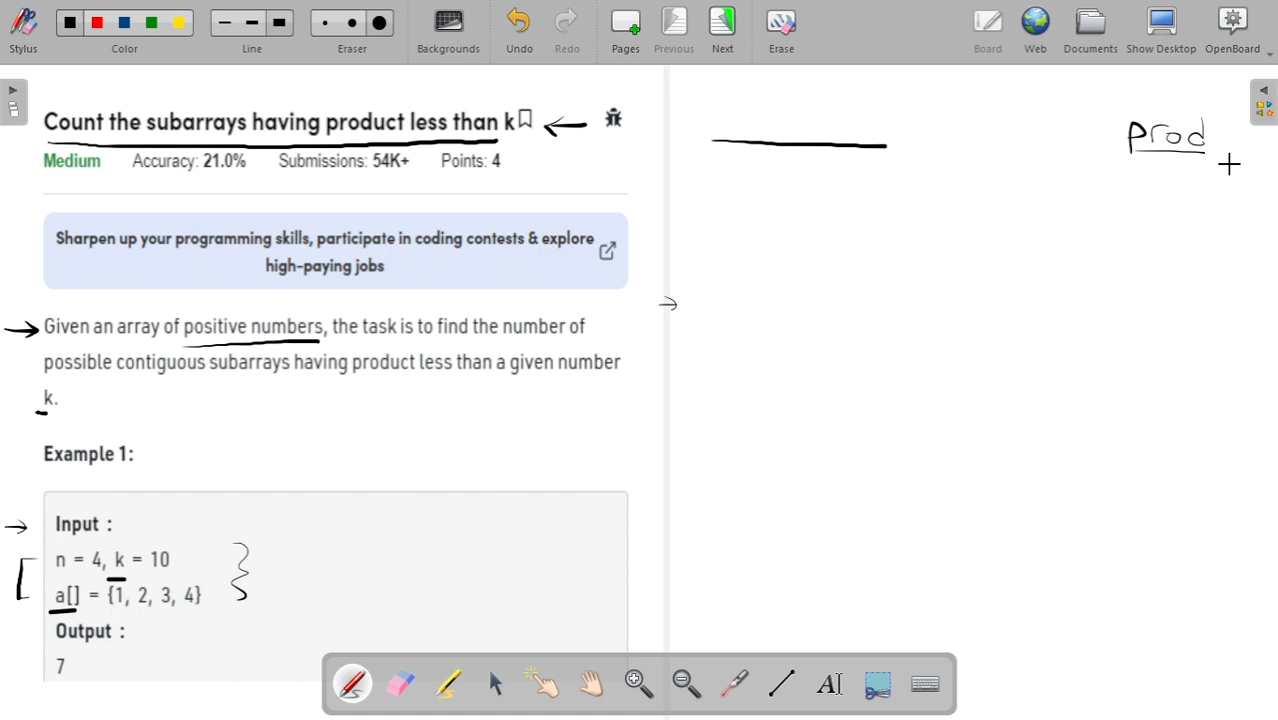 Stylus Color Line Eraser Backgrounds Undo Redo Pages Previous Next Erase Board Web Documents Show Desktop OpenBoard
Count the subarrays having product less than k
Medium Accuracy: 21.0% Submissions: 54K+ Points: 4
Sharpen up your programming skills, participate in coding contests & explore
high-paying jobs
Given an array of positive numbers, the task is to find the number of
possible contiguous subarrays having product less than a given number
k.
Example 1:
Input :
n = 4, k = 10
a[] = {1, 2, 3, 4}
Output :
7
prod
AI